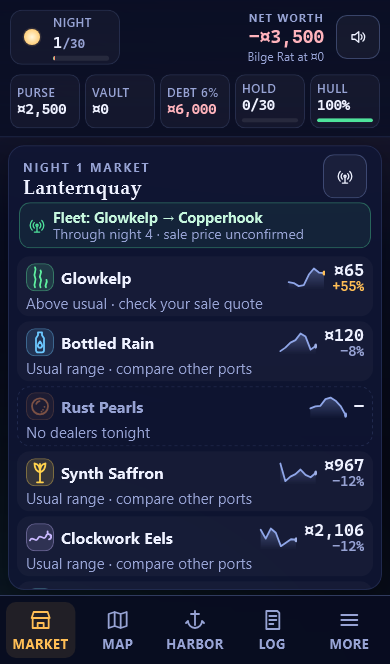 NIGHT
1/30
NET WORTH
−¤3,500
Bilge Rat at ¤0
PURSE
¤2,500
VAULT
¤0
DEBT 6%
¤6,000
HOLD
0/30
HULL
100%
NIGHT 1 MARKET
Lanternquay
Fleet: Glowkelp → Copperhook
Through night 4 · sale price unconfirmed
Glowkelp
¤65
+55%
Above usual · check your sale quote
Bottled Rain
¤120
−8%
Usual range · compare other ports
Rust Pearls
—
No dealers tonight
Synth Saffron
¤967
−12%
Usual range · compare other ports
Clockwork Eels
¤2,106
−12%
Usual range · compare other ports
MARKET
MAP
HARBOR
LOG
MORE